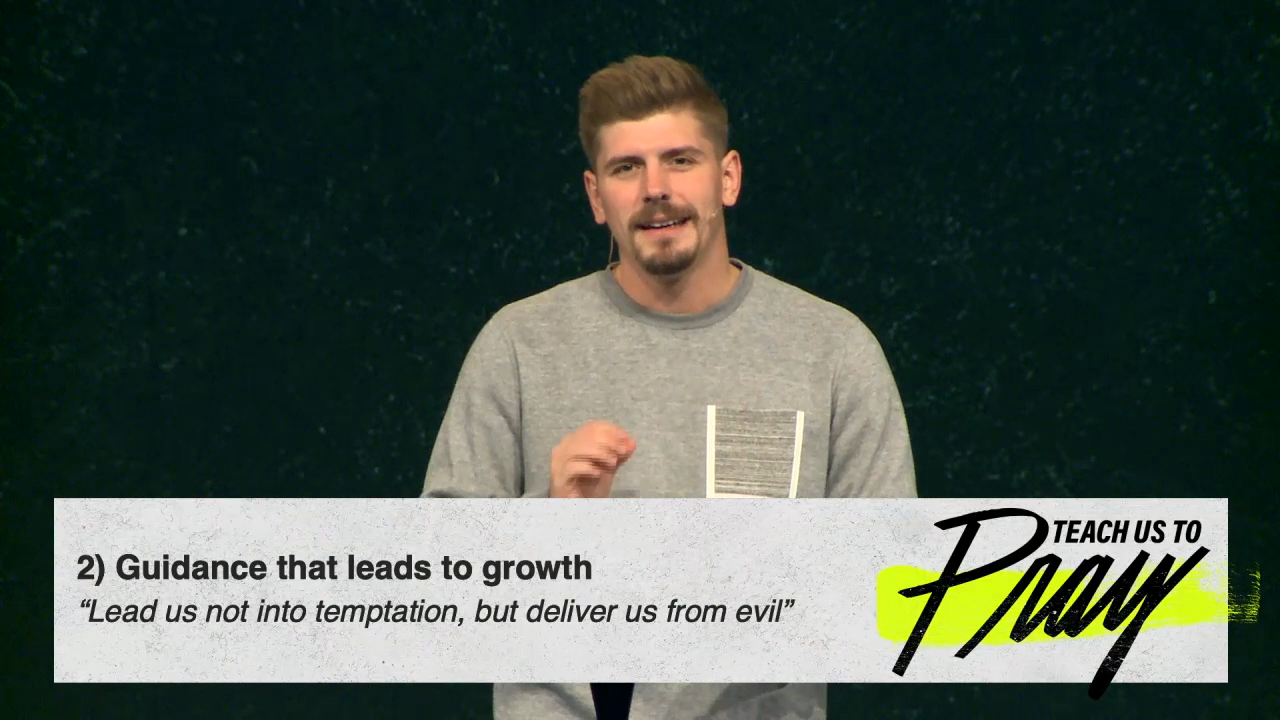 2) Guidance that leads to growth
“Lead us not into temptation, but deliver us from evil”
TEACH US TO
Pray